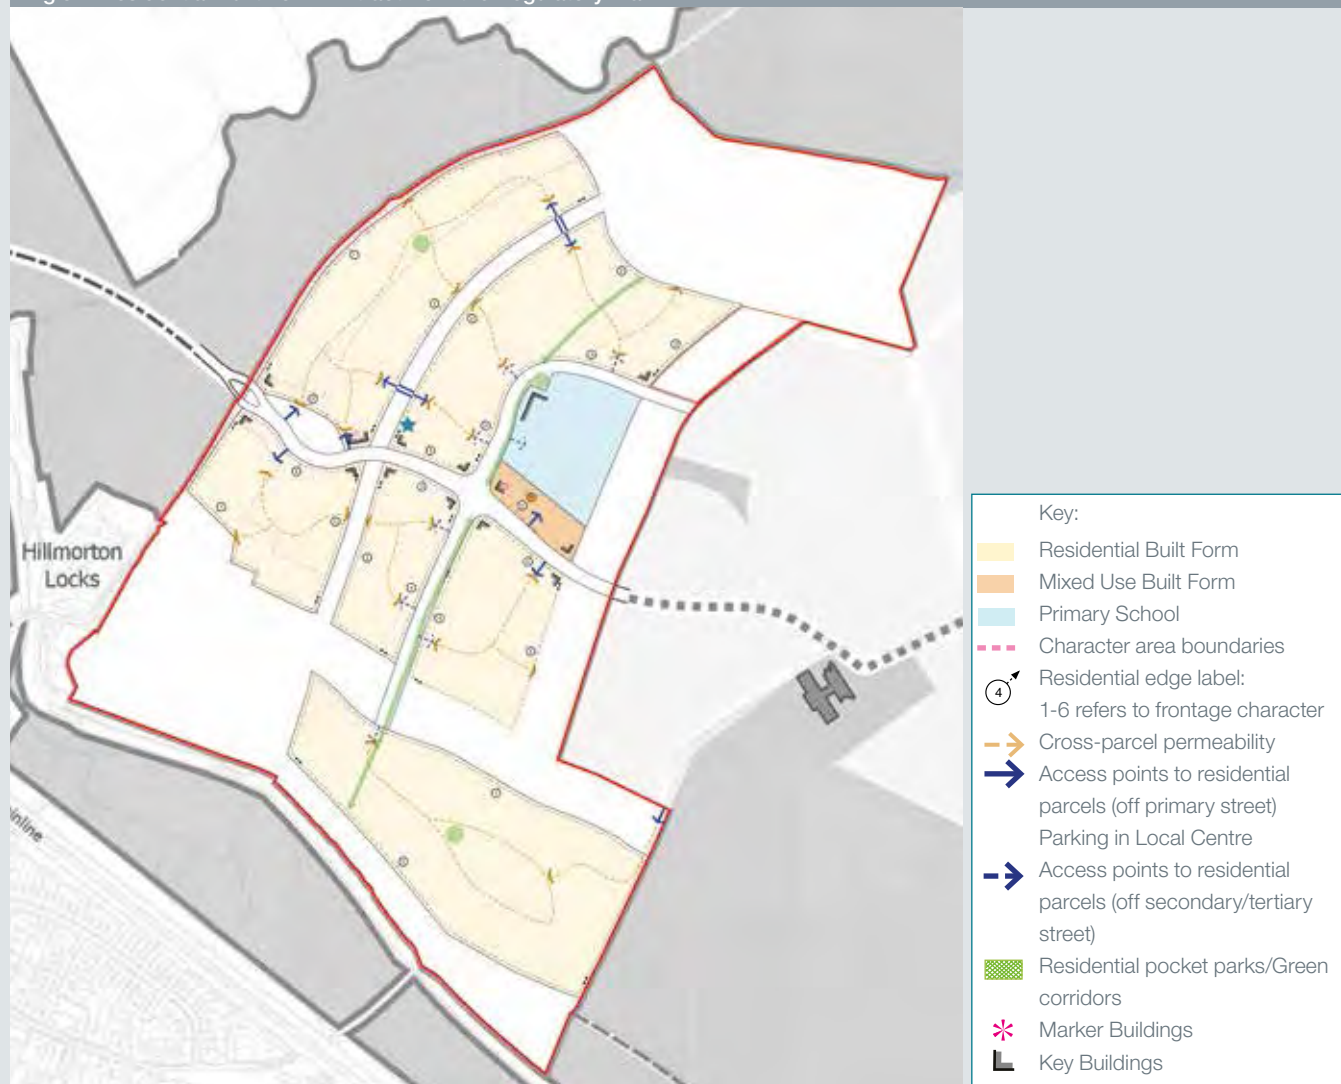 Hillmorton
Locks
inline
Key:
Residential Built Form
Mixed Use Built Form
Primary School
Character area boundaries
4
Residential edge label:
1-6 refers to frontage character
Cross-parcel permeability
Access points to residential
parcels (off primary street)
Parking in Local Centre
Access points to residential
parcels (off secondary/tertiary
street)
Residential pocket parks/Green
corridors
Marker Buildings
Key Buildings